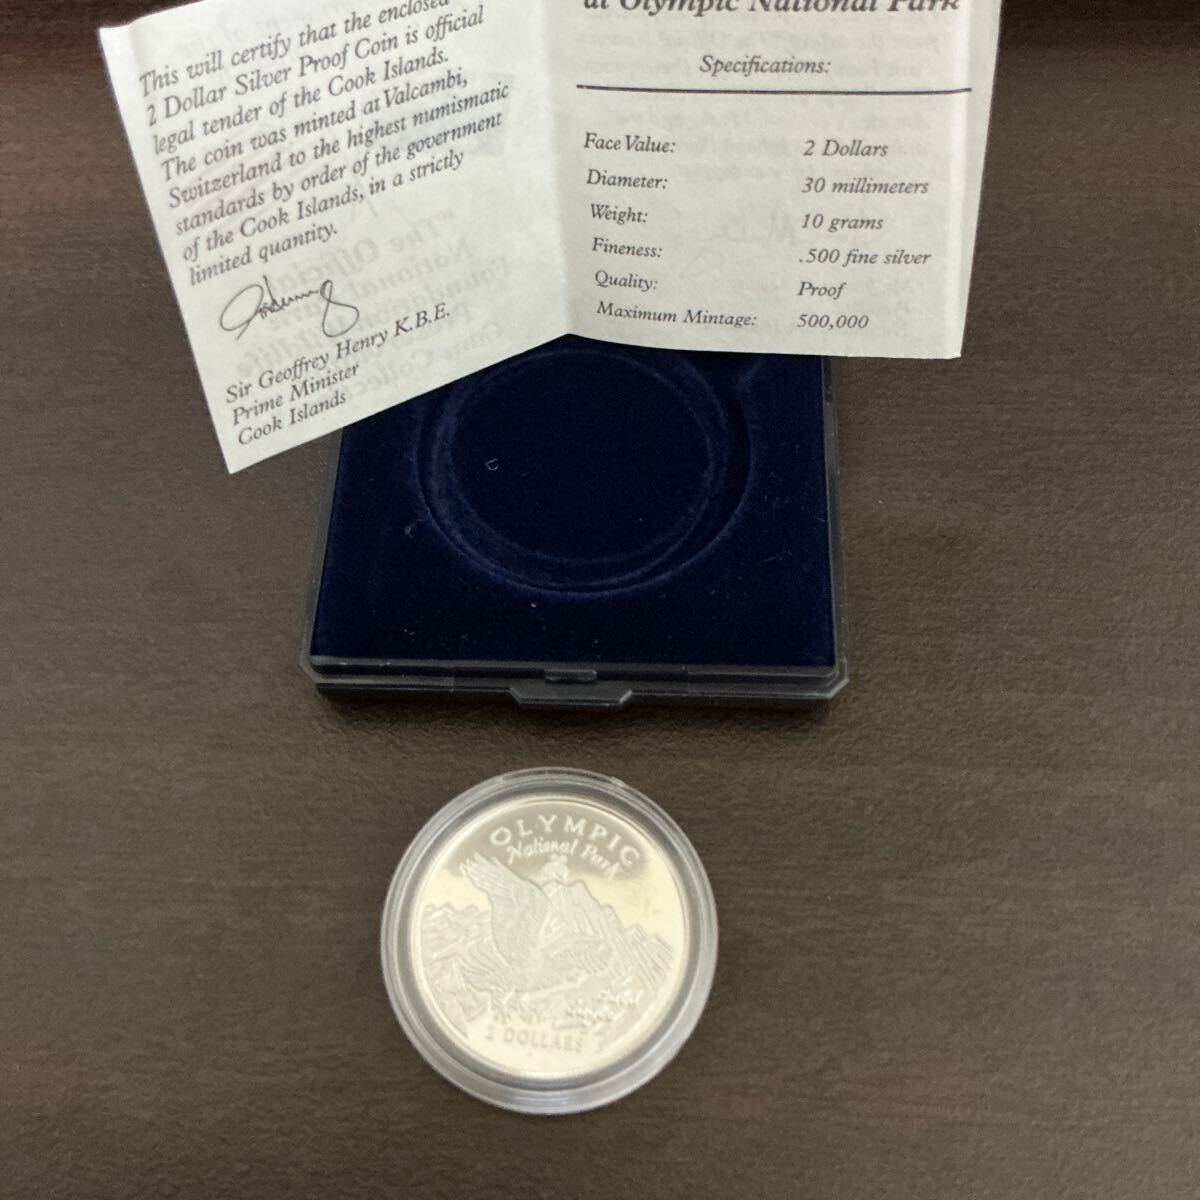 This will certify that the enclosed
2 Dollar Silver Proof Coin is official
legal tender of the Cook Islands.
The coin was minted at Valcambi,
Switzerland to the highest numismatic
standards by order of the government
of the Cook Islands, in a strictly
limited quantity.
Sir Geoffrey Henry K.B.E.
Prime Minister
Cook Islands
at Olympic National Park
Specifications:
Face Value: 2 Dollars
Diameter: 30 millimeters
Weight: 10 grams
Fineness: .500 fine silver
Quality: Proof
Maximum Mintage: 500,000
OLYMPIC
National Park
2 DOLLARS